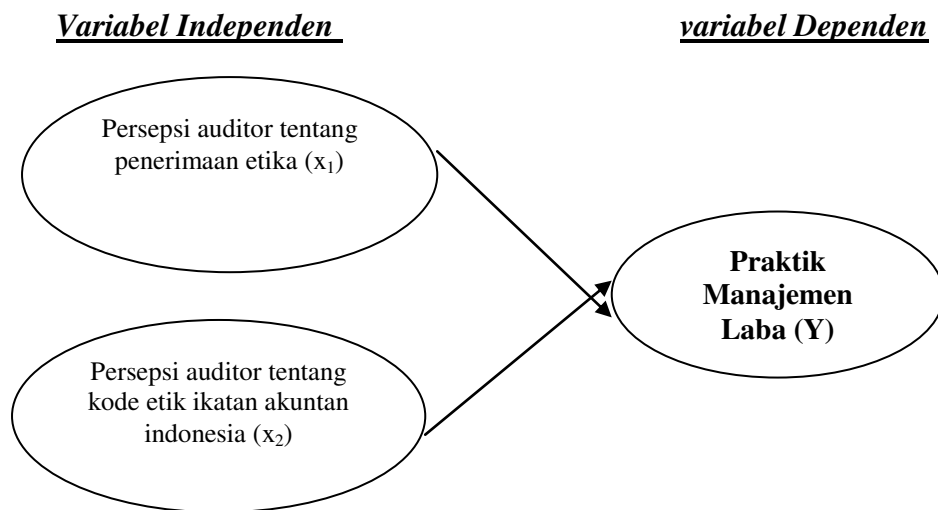 Variabel Independen
variabel Dependen
Persepsi auditor tentang
penerimaan etika (x₁)
Praktik
Manajemen
Laba (Y)
Persepsi auditor tentang
kode etik ikatan akuntan
indonesia (x₂)